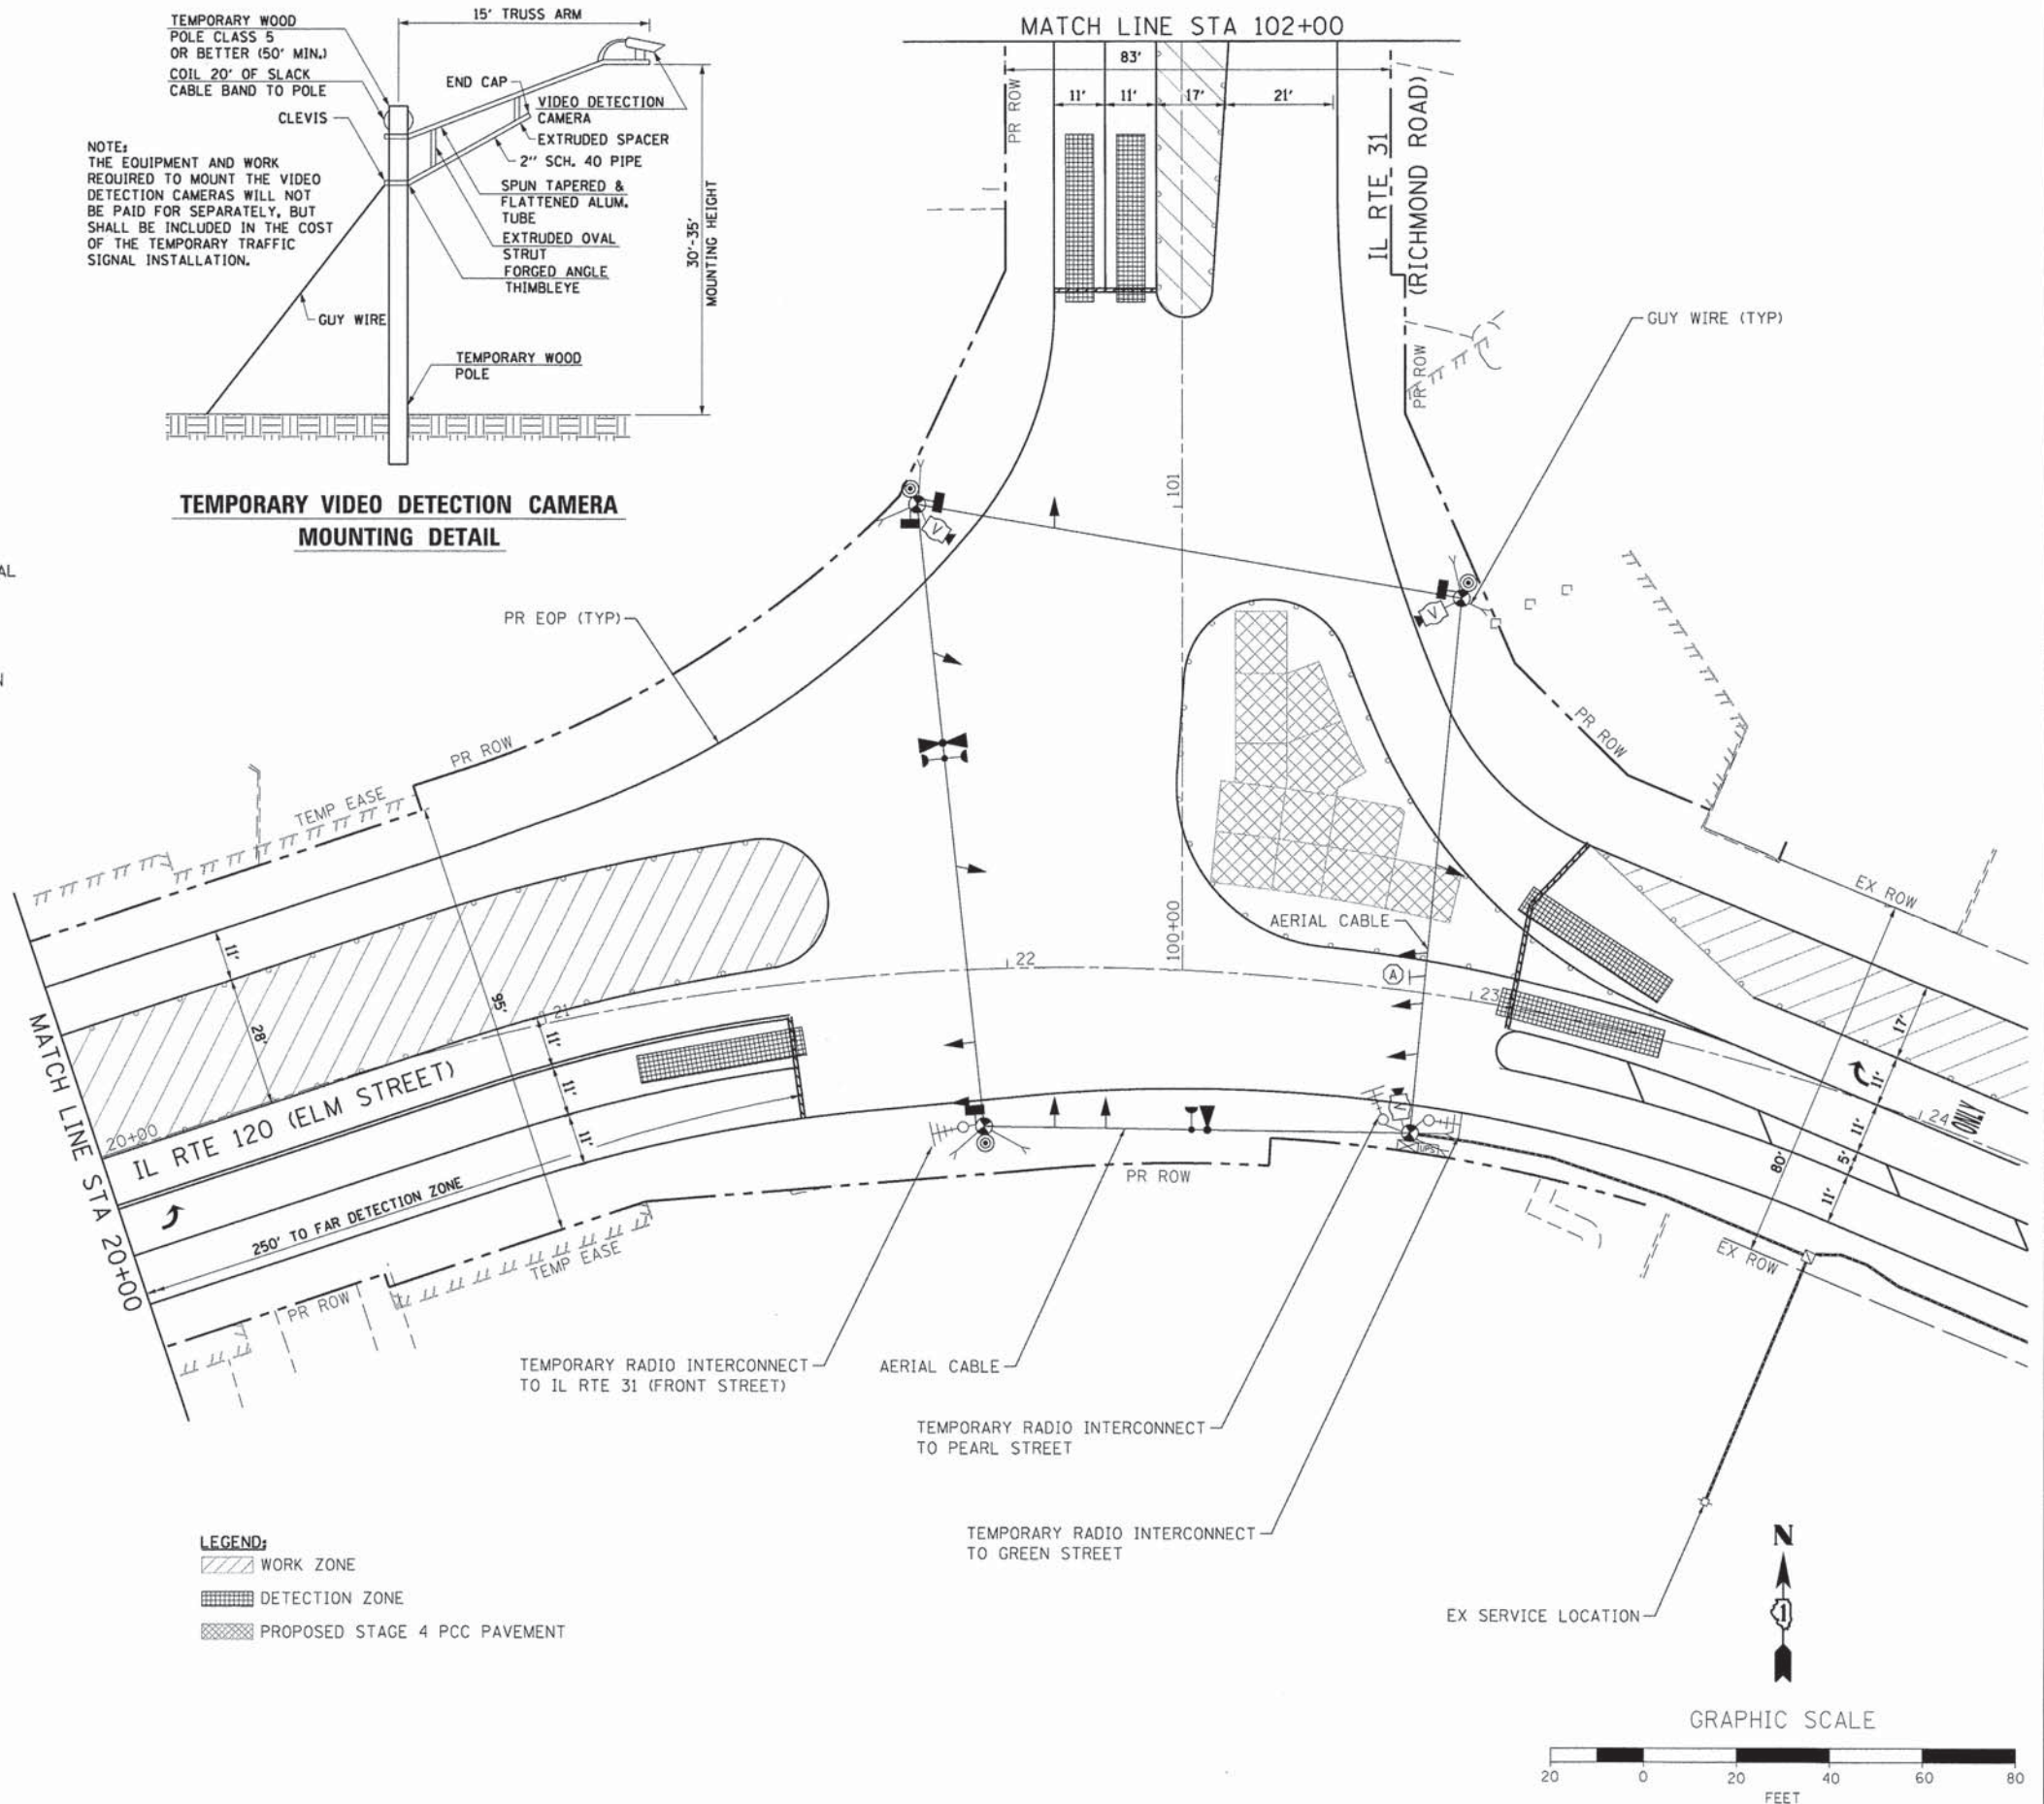 TEMPORARY WOOD
POLE CLASS 5
OR BETTER (50' MIN.)
COIL 20' OF SLACK
CABLE BAND TO POLE
CLEVIS
15' TRUSS ARM
END CAP
VIDEO DETECTION
CAMERA
EXTRUDED SPACER
2" SCH. 40 PIPE
SPUN TAPERED &
FLATTENED ALUM.
TUBE
EXTRUDED OVAL
STRUT
FORGED ANGLE
THIMBLEYE
30'-35'
MOUNTING HEIGHT
NOTE:
THE EQUIPMENT AND WORK
REQUIRED TO MOUNT THE VIDEO
DETECTION CAMERAS WILL NOT
BE PAID FOR SEPARATELY, BUT
SHALL BE INCLUDED IN THE COST
OF THE TEMPORARY TRAFFIC
SIGNAL INSTALLATION.
GUY WIRE
TEMPORARY WOOD
POLE
TEMPORARY VIDEO DETECTION CAMERA
MOUNTING DETAIL
AL
N
MATCH LINE STA 102+00
83'
11'
11'
17'
21'
PR ROW
IL RTE 31
(RICHMOND ROAD)
PR ROW
GUY WIRE (TYP)
101
V
V
PR EOP (TYP)
PR ROW
PR ROW
TEMP EASE
EX ROW
AERIAL CABLE
100+00
A
22
23
21
24
11'
28'
95'
11'
11'
11'
17'
11'
11'
5'
11'
80'
ONLY
MATCH LINE STA 20+00
20+00
IL RTE 120 (ELM STREET)
250' TO FAR DETECTION ZONE
V
UPS
PR ROW
TEMP EASE
PR ROW
EX ROW
TEMPORARY RADIO INTERCONNECT
TO IL RTE 31 (FRONT STREET)
AERIAL CABLE
TEMPORARY RADIO INTERCONNECT
TO PEARL STREET
TEMPORARY RADIO INTERCONNECT
TO GREEN STREET
EX SERVICE LOCATION
LEGEND:
WORK ZONE
DETECTION ZONE
PROPOSED STAGE 4 PCC PAVEMENT
N
1
GRAPHIC SCALE
20 0 20 40 60 80
FEET